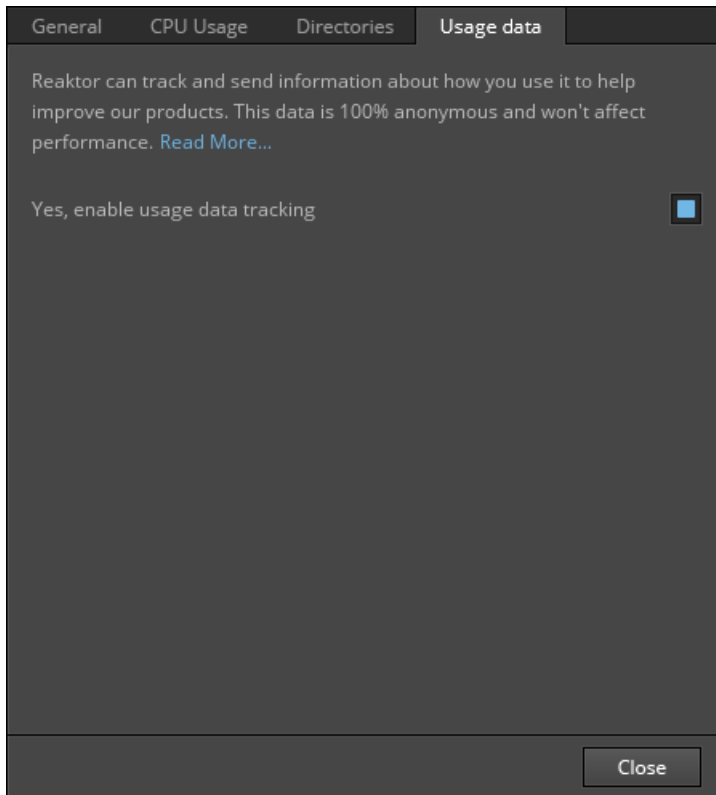 General CPU Usage Directories Usage data
Reaktor can track and send information about how you use it to help
improve our products. This data is 100% anonymous and won't affect
performance. Read More...
Yes, enable usage data tracking
Close